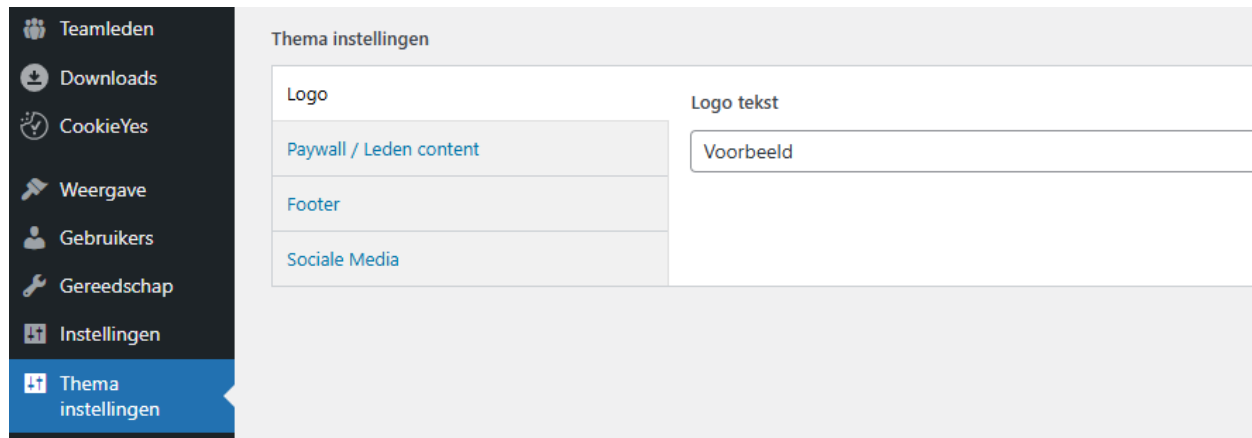 Teamleden
Downloads
CookieYes
Weergave
Gebruikers
Gereedschap
Instellingen
Thema
instellingen
Thema instellingen
Logo
Paywall / Leden content
Footer
Sociale Media
Logo tekst
Voorbeeld